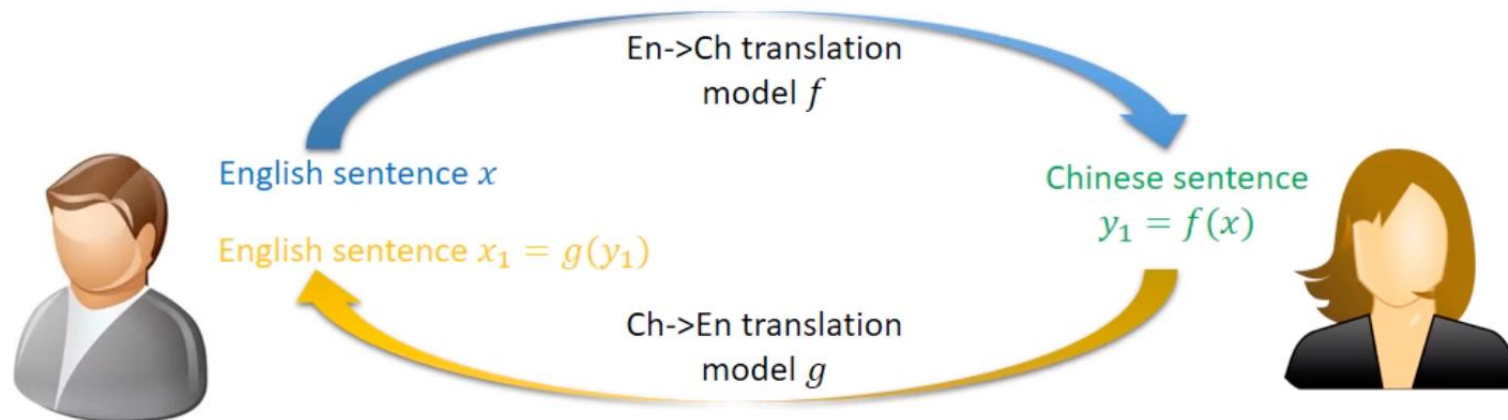 En->Ch translation
model f
English sentence x
Chinese sentence
y₁ = f(x)
English sentence x₁ = g(y₁)
Ch->En translation
model g